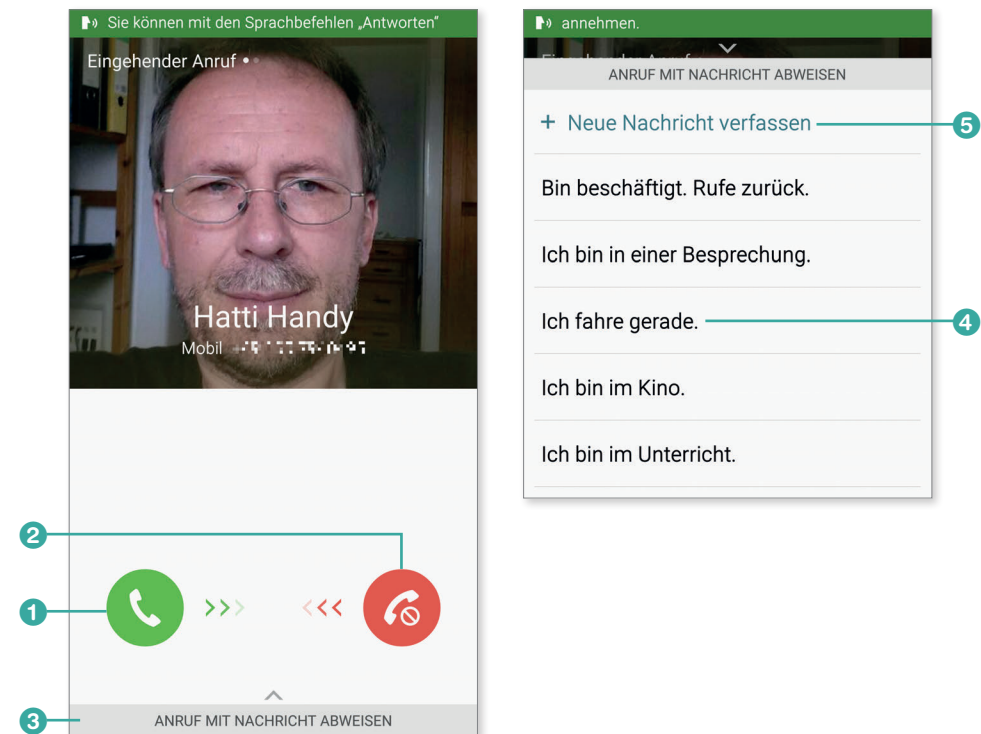 Sie können mit den Sprachbefehlen „Antworten“
Eingehender Anruf
Hatti Handy
Mobil
2
1
3
ANRUF MIT NACHRICHT ABWEISEN
annehmen.
ANRUF MIT NACHRICHT ABWEISEN
+ Neue Nachricht verfassen
5
Bin beschäftigt. Rufe zurück.
Ich bin in einer Besprechung.
Ich fahre gerade.
4
Ich bin im Kino.
Ich bin im Unterricht.